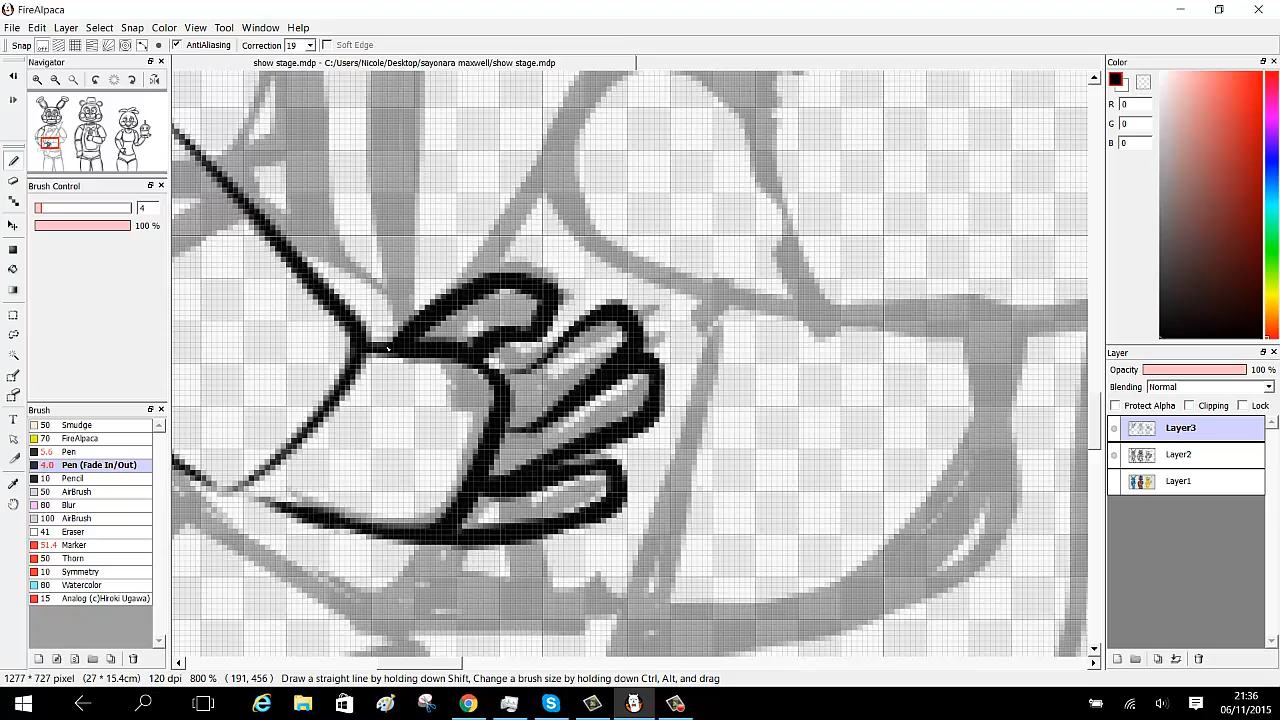 FireAlpaca
File Edit Layer Select Snap Color View Tool Window Help
Snap AntiAliasing Correction 19 Soft Edge
Navigator
show stage.mdp - C:/Users/Nicole/Desktop/sayonara maxwell/show stage.mdp
Color
R 0
G 0
B 0
Brush Control
4
100 %
Brush
50 Smudge
70 FireAlpaca
5.6 Pen
4.0 Pen (Fade In/Out)
10 Pencil
50 AirBrush
80 Blur
100 AirBrush
41 Eraser
51.4 Marker
50 Thorn
10 Symmetry
80 Watercolor
15 Analog (c)Hiroki Ugawa)
Layer
Opacity 100 %
Blending Normal
Protect Alpha Clipping Lock
Layer3
Layer2
Layer1
1277 * 727 pixel (27 * 15.4cm) 120 dpi 800 % (191, 456) Draw a straight line by holding down Shift, Change a brush size by holding down Ctrl, Alt, and drag
21:36
06/11/2015